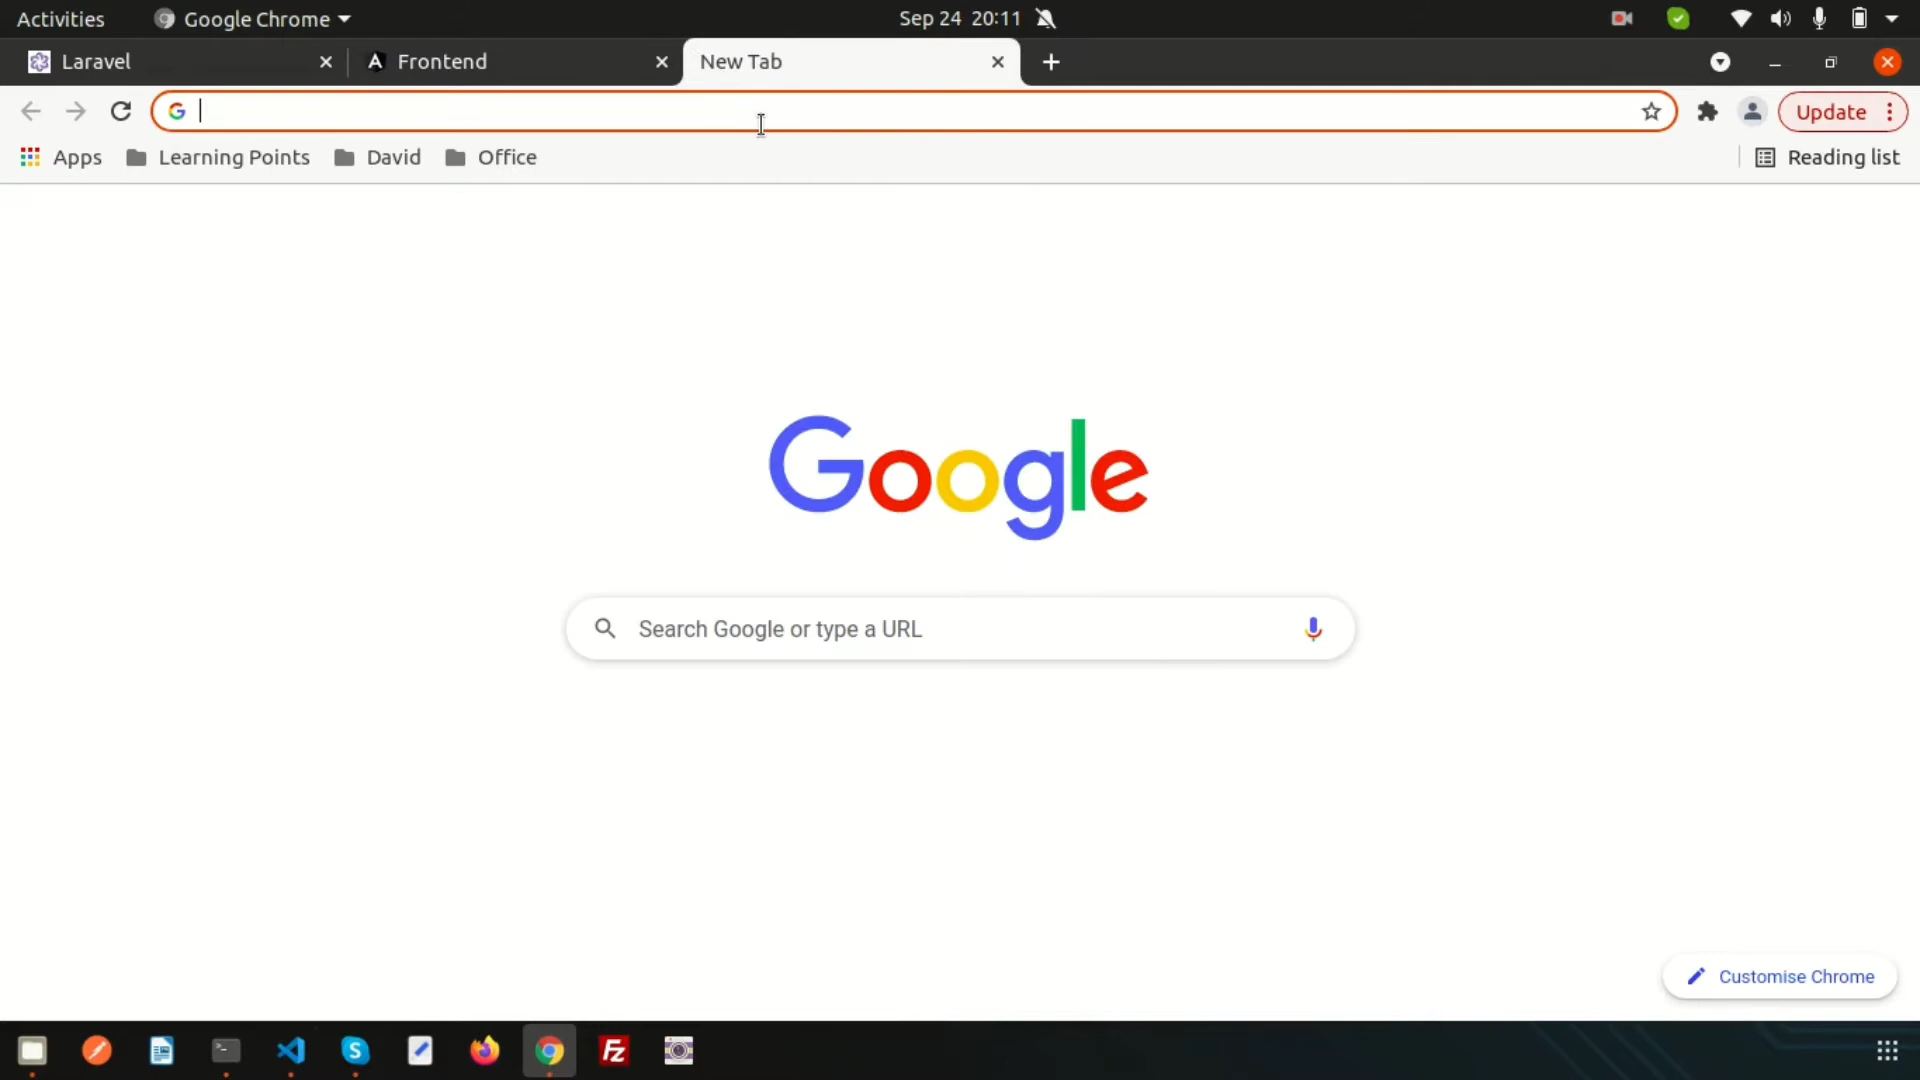 Activities Google Chrome Sep 24 20:11
Laravel Frontend New Tab
Update
Apps Learning Points David Office Reading list
Google
Search Google or type a URL
Customise Chrome